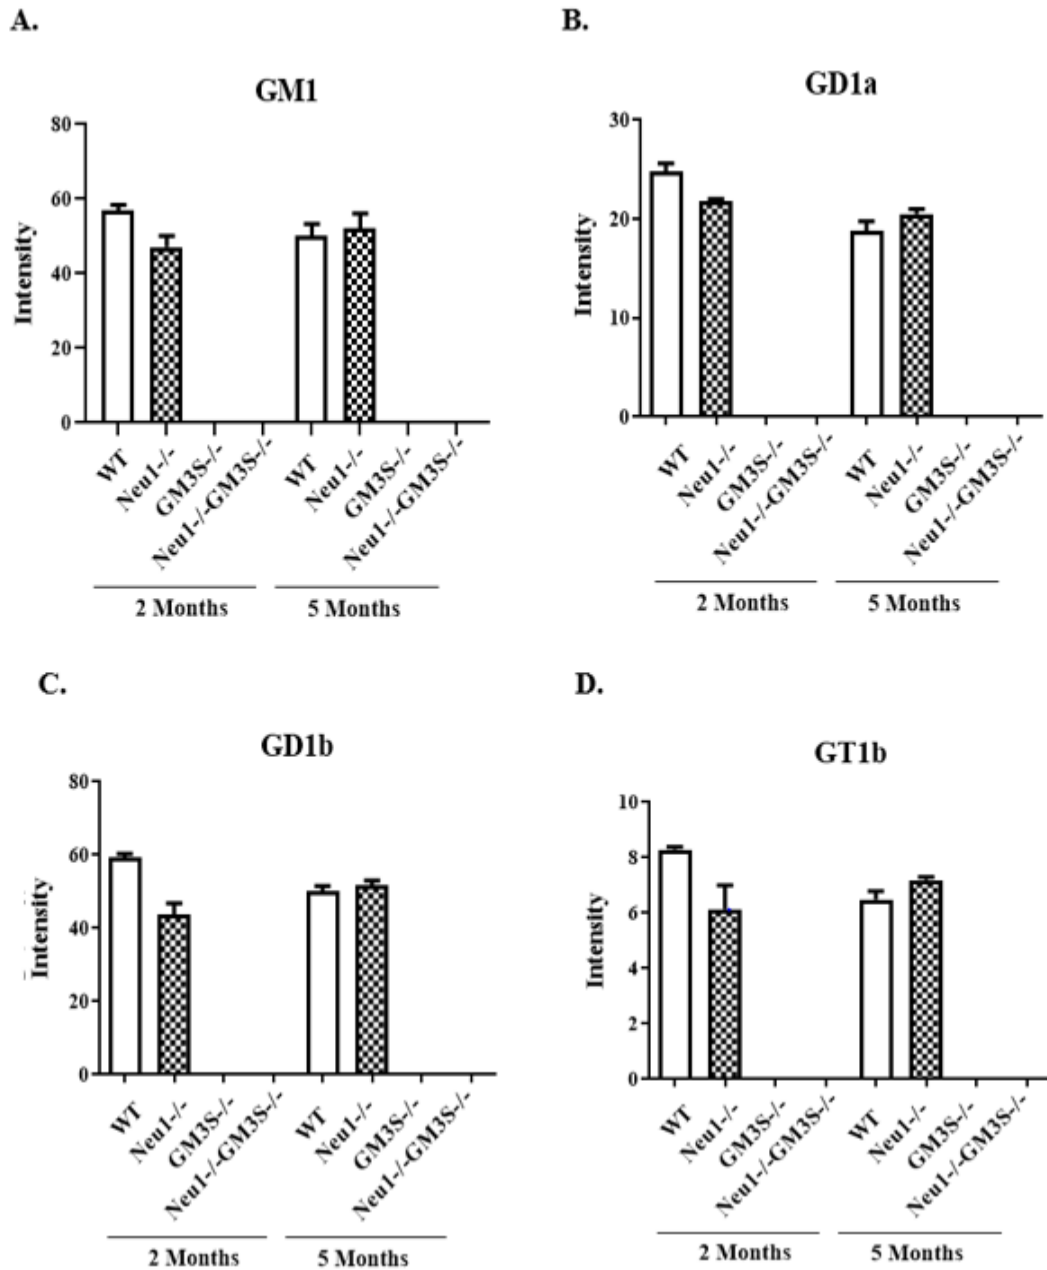 A.
GM1
80
60
40
20
0
Intensity
WT
Neu1-/-
GM3S-/-
Neu1-/-GM3S-/-
WT
Neu1-/-
GM3S-/-
Neu1-/-GM3S-/-
2 Months
5 Months
B.
GD1a
30
20
10
0
Intensity
WT
Neu1-/-
GM3S-/-
Neu1-/-GM3S-/-
WT
Neu1-/-
GM3S-/-
Neu1-/-GM3S-/-
2 Months
5 Months
C.
GD1b
80
60
40
20
0
Intensity
WT
Neu1-/-
GM3S-/-
Neu1-/-GM3S-/-
WT
Neu1-/-
GM3S-/-
Neu1-/-GM3S-/-
2 Months
5 Months
D.
GT1b
10
8
6
4
2
0
Intensity
WT
Neu1-/-
GM3S-/-
Neu1-/-GM3S-/-
WT
Neu1-/-
GM3S-/-
Neu1-/-GM3S-/-
2 Months
5 Months